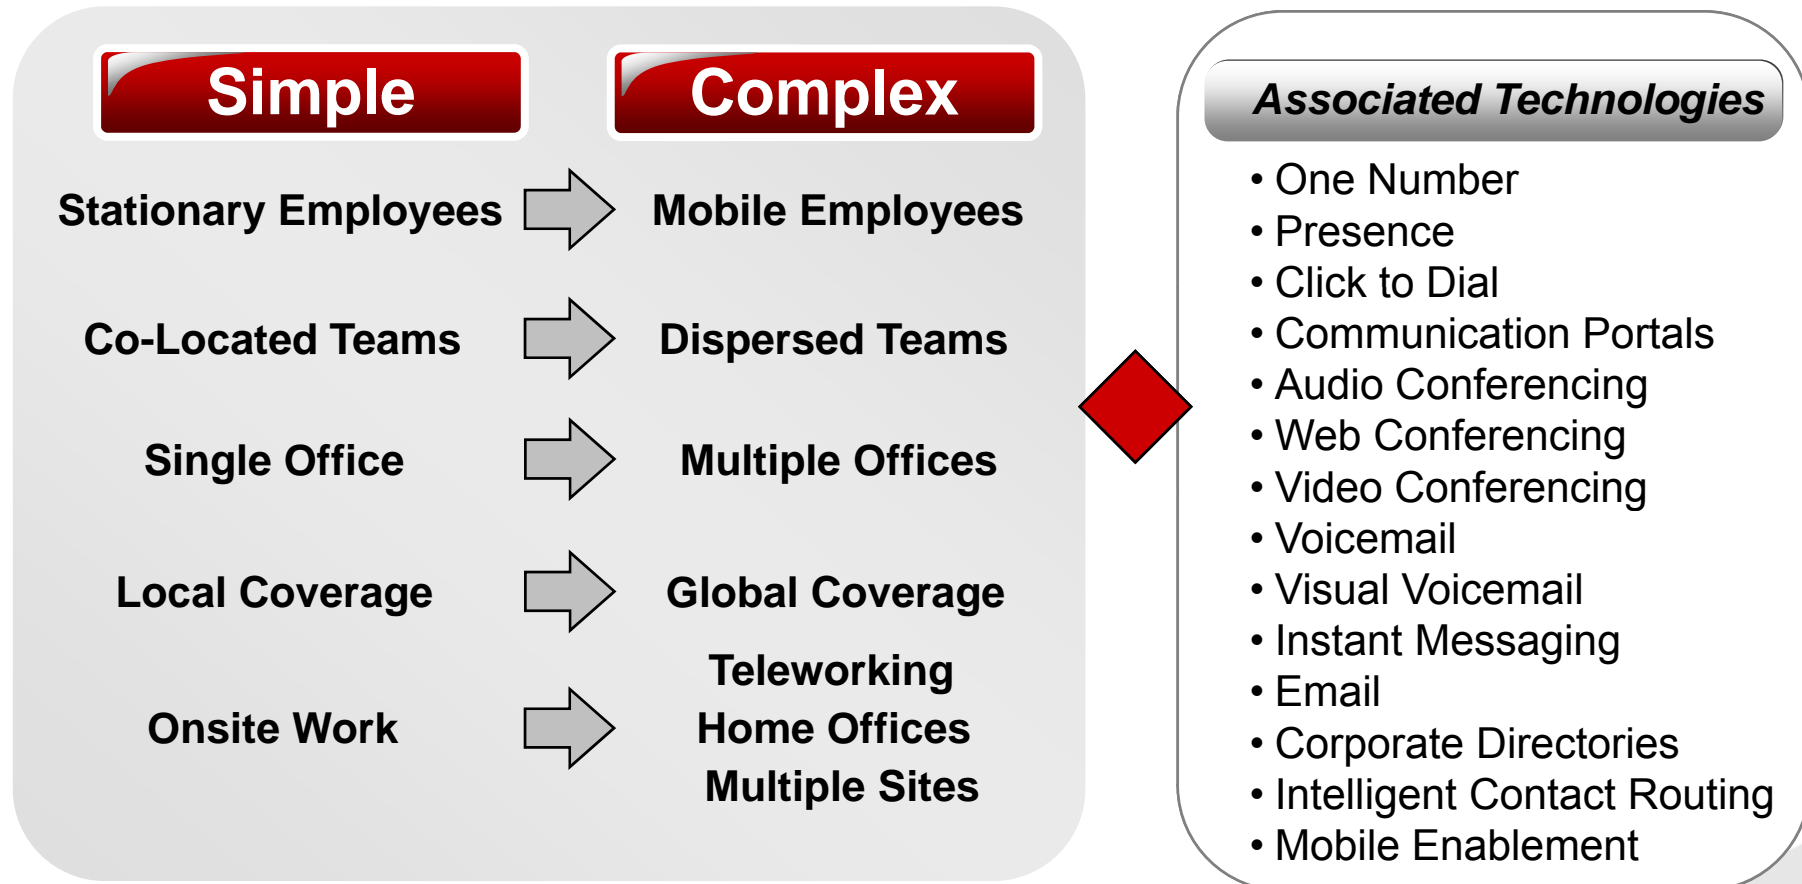 Simple
Complex
Stationary Employees
Mobile Employees
Co-Located Teams
Dispersed Teams
Single Office
Multiple Offices
Local Coverage
Global Coverage
Onsite Work
Teleworking
Home Offices
Multiple Sites
Associated Technologies
• One Number
• Presence
• Click to Dial
• Communication Portals
• Audio Conferencing
• Web Conferencing
• Video Conferencing
• Voicemail
• Visual Voicemail
• Instant Messaging
• Email
• Corporate Directories
• Intelligent Contact Routing
• Mobile Enablement